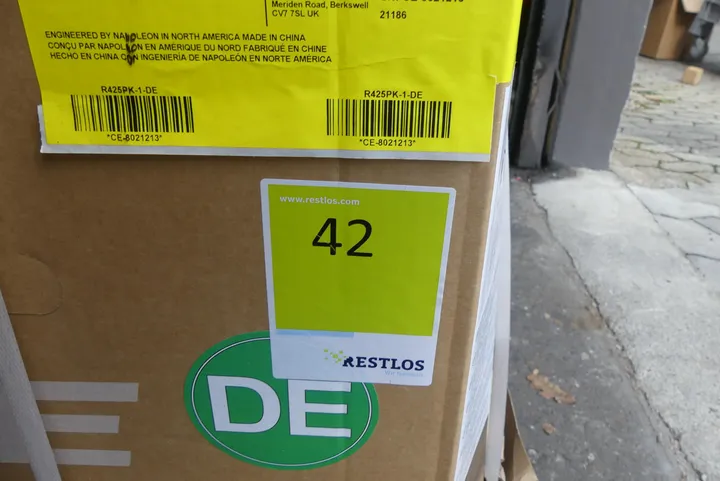 Meriden Road, Berkswell
CV7 7SL UK
21186
ENGINEERED BY NAPOLEON IN NORTH AMERICA MADE IN CHINA
CONÇU PAR NAPOLÉON EN AMÉRIQUE DU NORD FABRIQUÉ EN CHINE
HECHO EN CHINA CON INGENIERIA DE NAPOLEÓN EN NORTE AMÉRICA
R425PK-1-DE
R425PK-1-DE
*CE-8021213*
*CE-8021213*
www.restlos.com
42
RESTLOS
DE